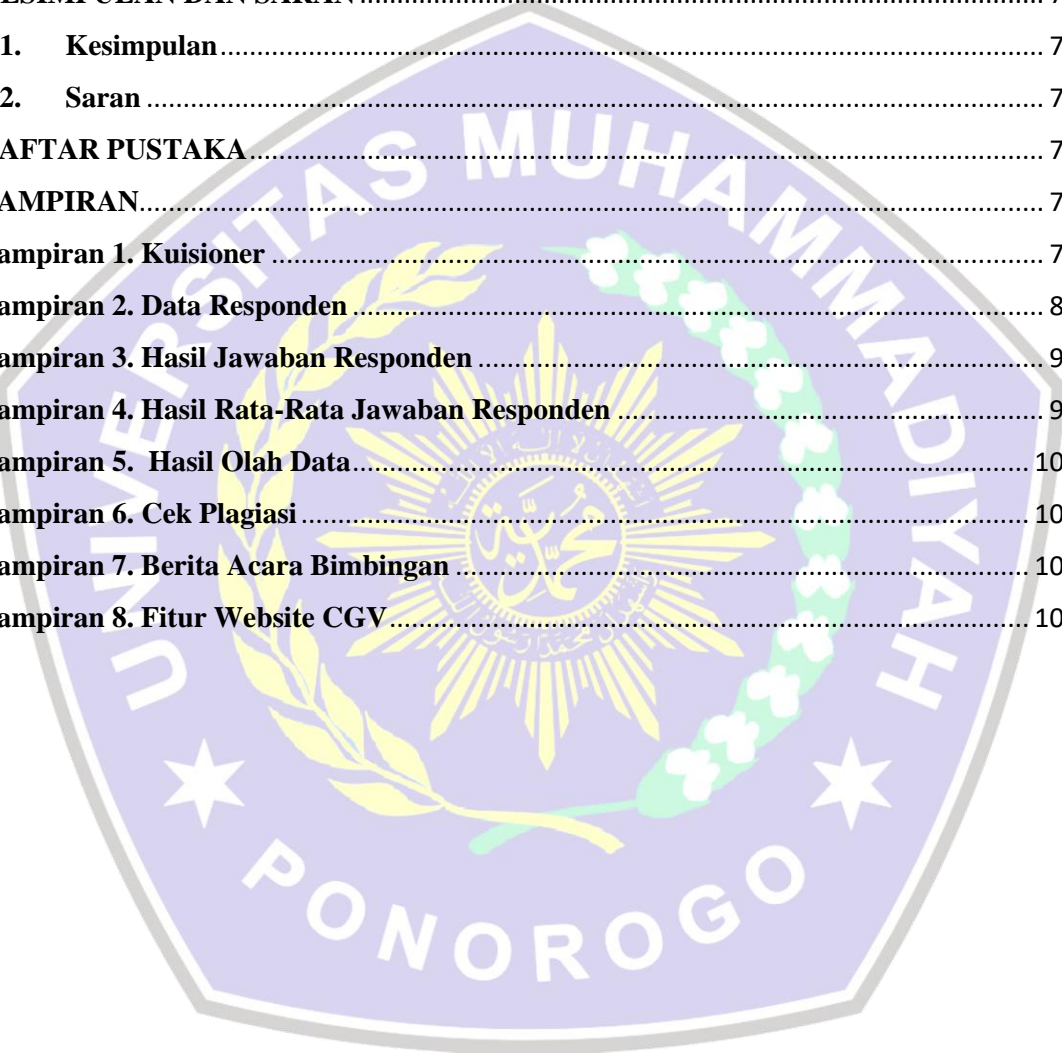 ESIMPULAN DAN SARAN ........ 7
1. Kesimpulan ........ 7
2. Saran ........ 7
AFTAR PUSTAKA ........ 7
AMPIRAN ........ 7
ampiran 1. Kuisioner ........ 7
ampiran 2. Data Responden ........ 8
ampiran 3. Hasil Jawaban Responden ........ 9
ampiran 4. Hasil Rata-Rata Jawaban Responden ........ 9
ampiran 5. Hasil Olah Data ........ 10
ampiran 6. Cek Plagiasi ........ 10
ampiran 7. Berita Acara Bimbingan ........ 10
ampiran 8. Fitur Website CGV ........ 10
UNIVERSITAS MUHAMMADIYAH
PONOROGO